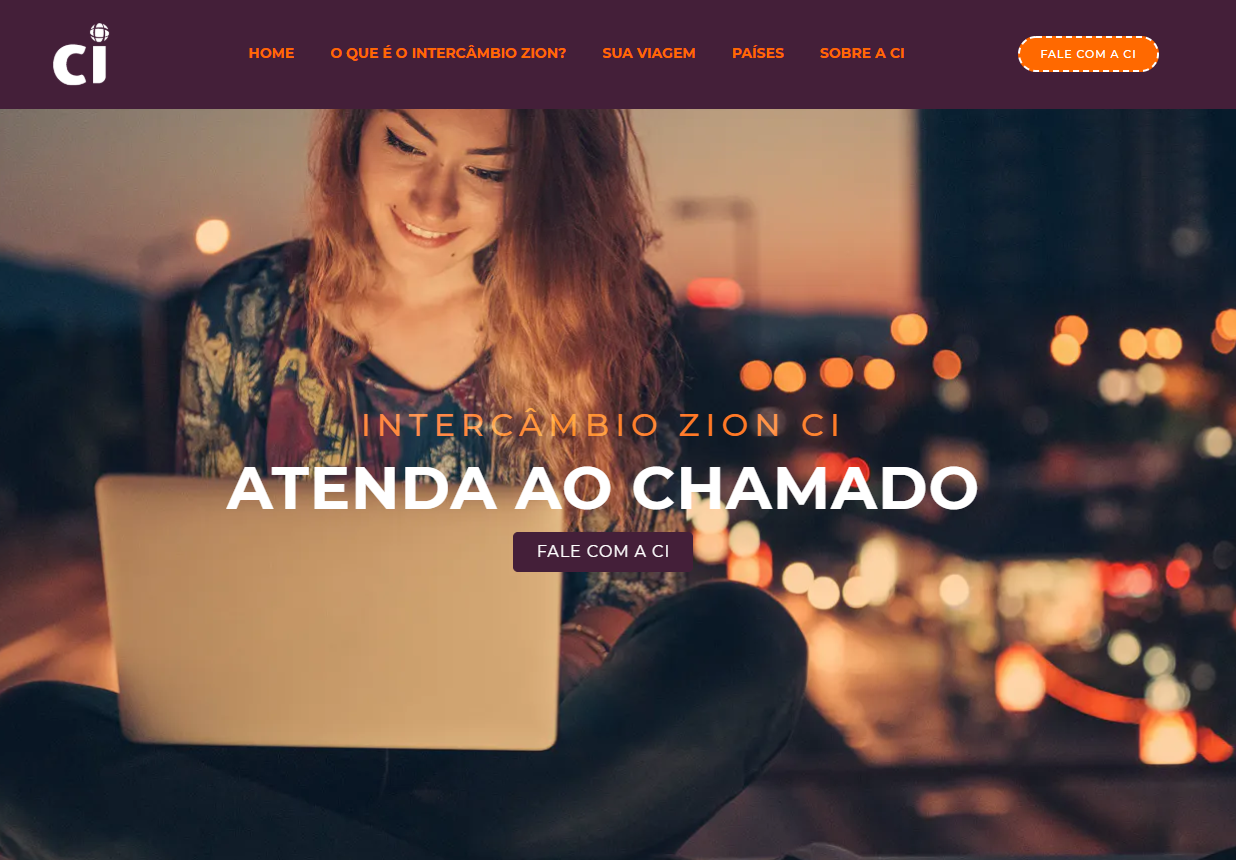 ci
HOME
O QUE É O INTERCÂMBIO ZION?
SUA VIAGEM
PAÍSES
SOBRE A CI
FALE COM A CI
INTERCÂMBIO ZION CI
ATENDA AO CHAMADO
FALE COM A CI